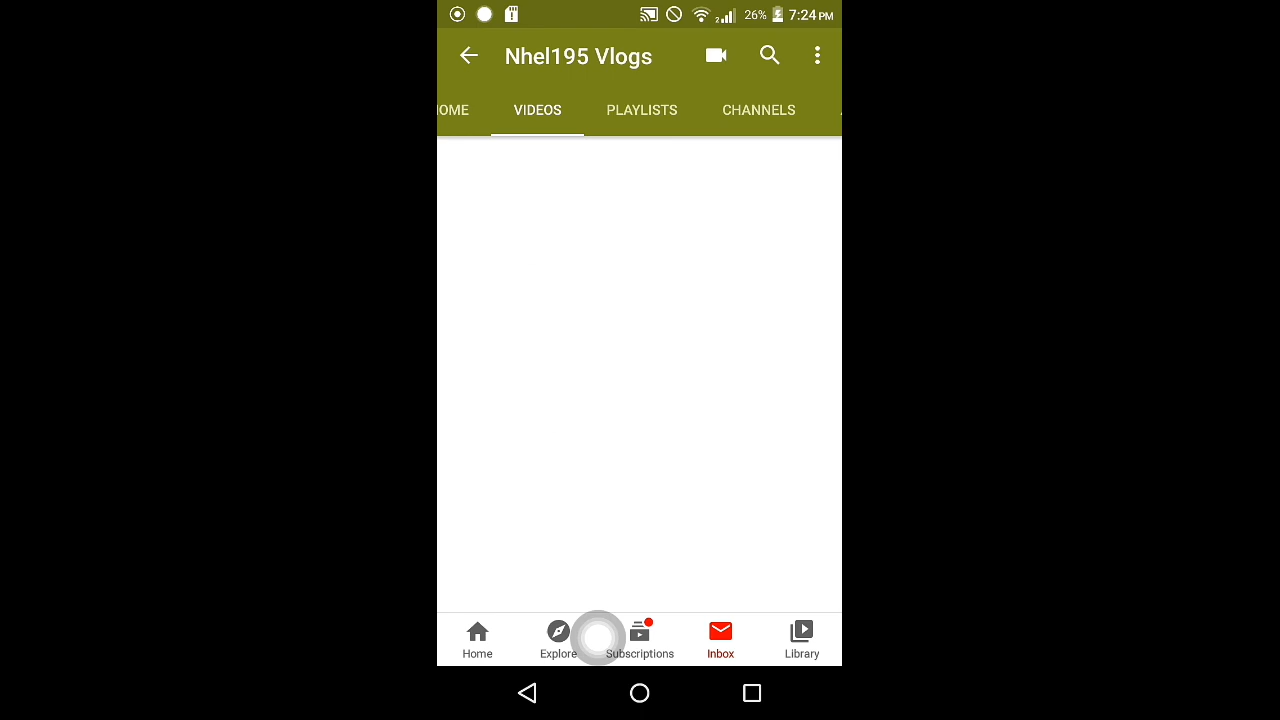 26% 7:24 PM
Nhel195 Vlogs
OME VIDEOS PLAYLISTS CHANNELS
Home Explore Subscriptions Inbox Library